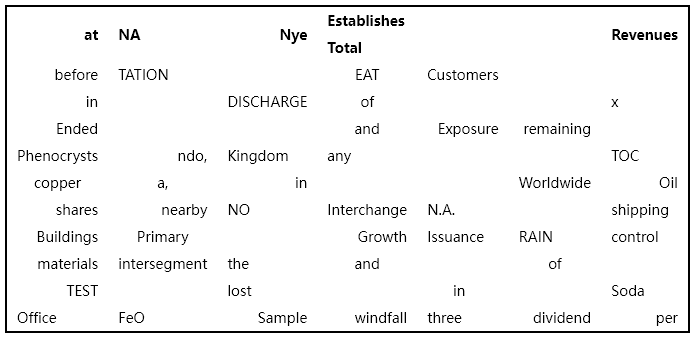 at NA Nye Establishes Total Revenues
before TATION EAT Customers
in DISCHARGE of x
Ended and Exposure remaining
Phenocrysts ndo, Kingdom any TOC
copper a, in Worldwide Oil
shares nearby NO Interchange N.A. shipping
Buildings Primary Growth Issuance RAIN control
materials intersegment the and of
TEST lost in Soda
Office FeO Sample windfall three dividend per